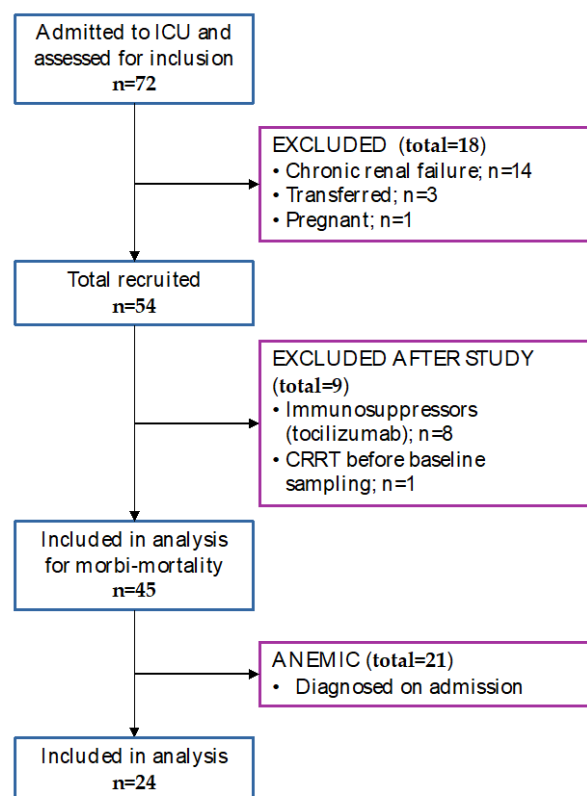 Admitted to ICU and
assessed for inclusion
n=72
EXCLUDED (total=18)
• Chronic renal failure; n=14
• Transferred; n=3
• Pregnant; n=1
Total recruited
n=54
EXCLUDED AFTER STUDY
(total=9)
• Immunosuppressors
(tocilizumab); n=8
• CRRT before baseline
sampling; n=1
Included in analysis
for morbi-mortality
n=45
ANEMIC (total=21)
• Diagnosed on admission
Included in analysis
n=24